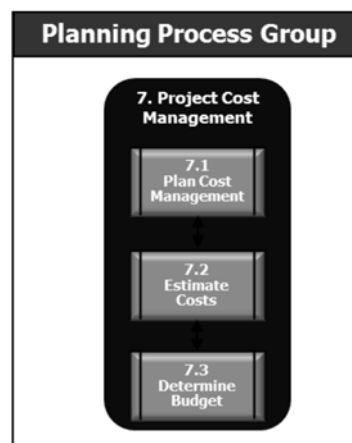 Planning Process Group
7. Project Cost
Management
7.1
Plan Cost
Management
7.2
Estimate
Costs
7.3
Determine
Budget